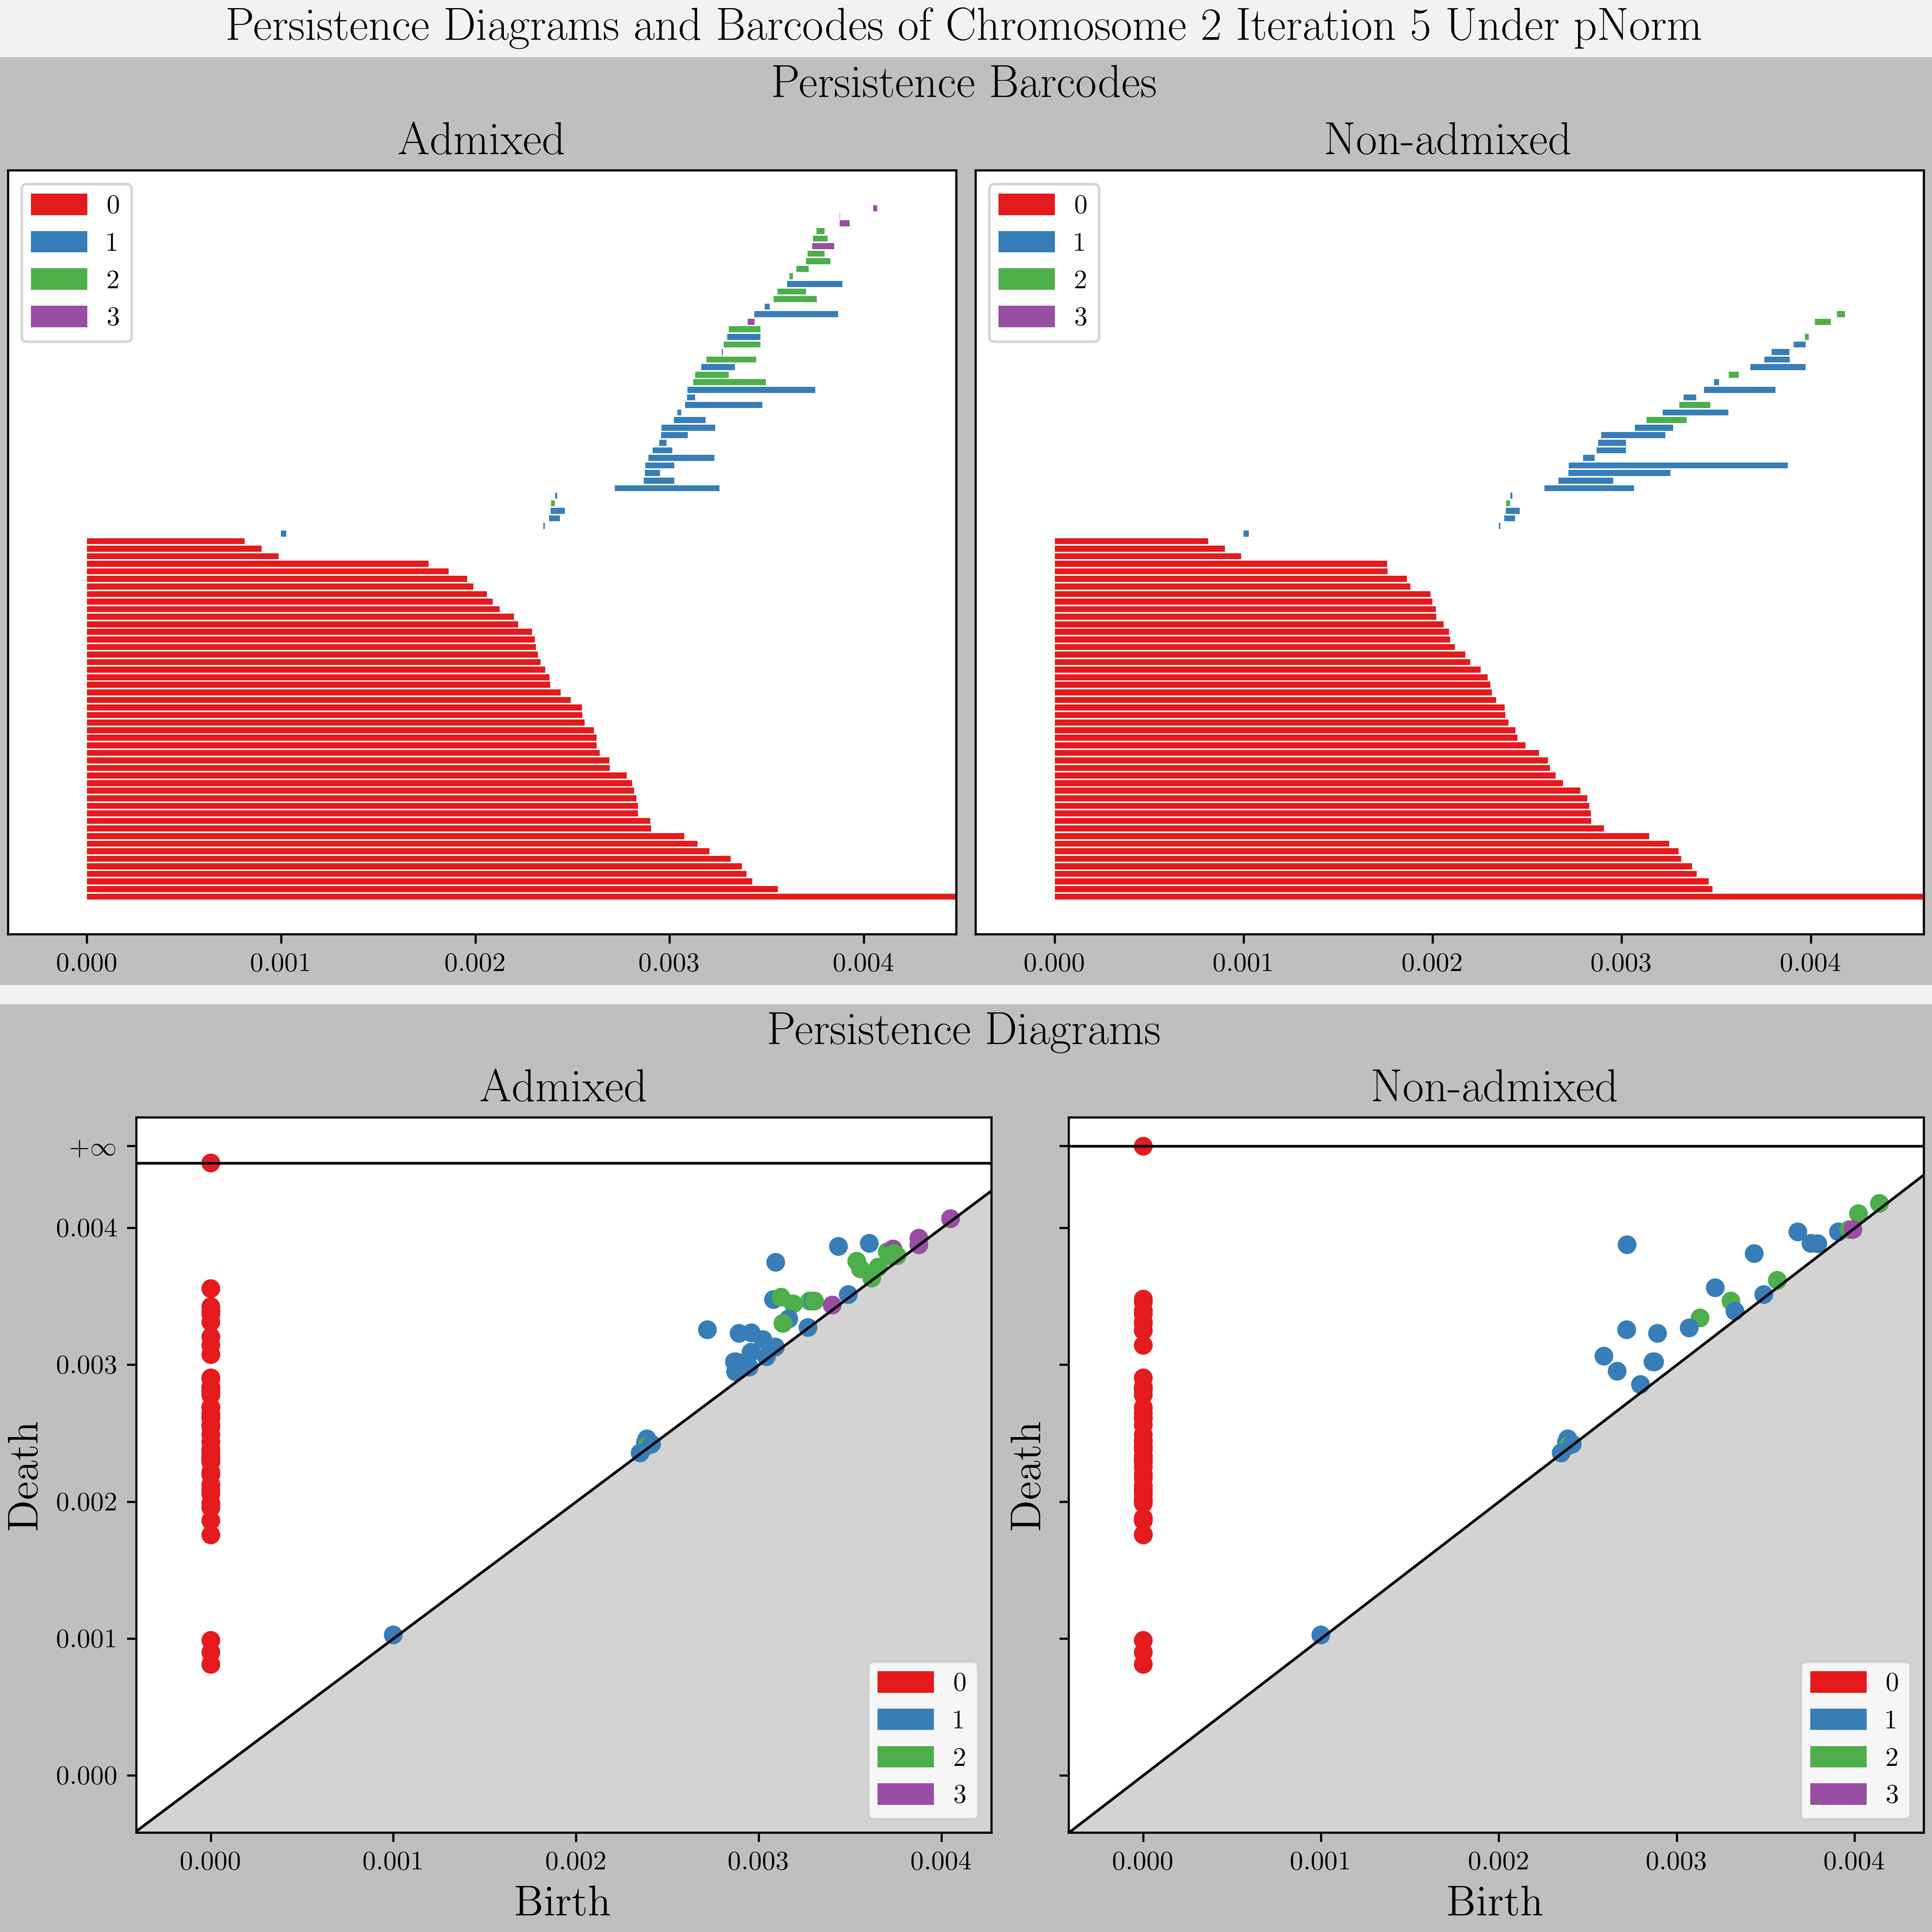 Persistence Diagrams and Barcodes of Chromosome 2 Iteration 5 Under pNorm
Persistence Barcodes
Admixed
0
1
2
3
0.000 0.001 0.002 0.003 0.004
Non-admixed
0
1
2
3
0.000 0.001 0.002 0.003 0.004
Persistence Diagrams
Admixed
+∞
0.004
0.003
0.002
0.001
0.000
Death
0
1
2
3
0.000 0.001 0.002 0.003 0.004
Birth
Non-admixed
Death
0
1
2
3
0.000 0.001 0.002 0.003 0.004
Birth